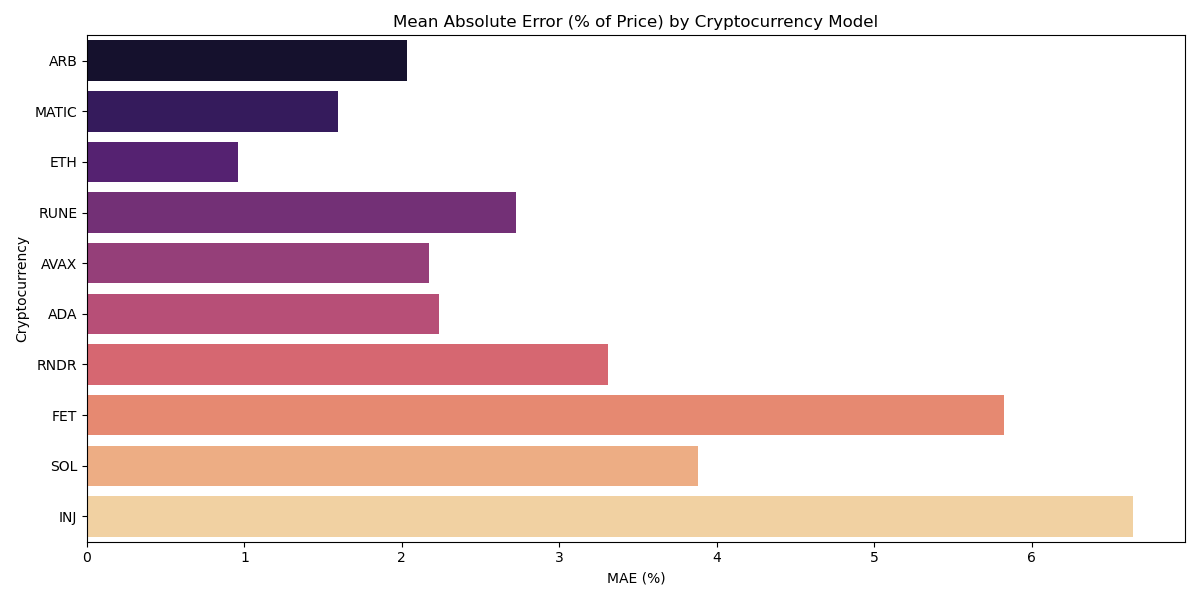 Mean Absolute Error (% of Price) by Cryptocurrency Model
Cryptocurrency
ARB
MATIC
ETH
RUNE
AVAX
ADA
RNDR
FET
SOL
INJ
0 1 2 3 4 5 6
MAE (%)